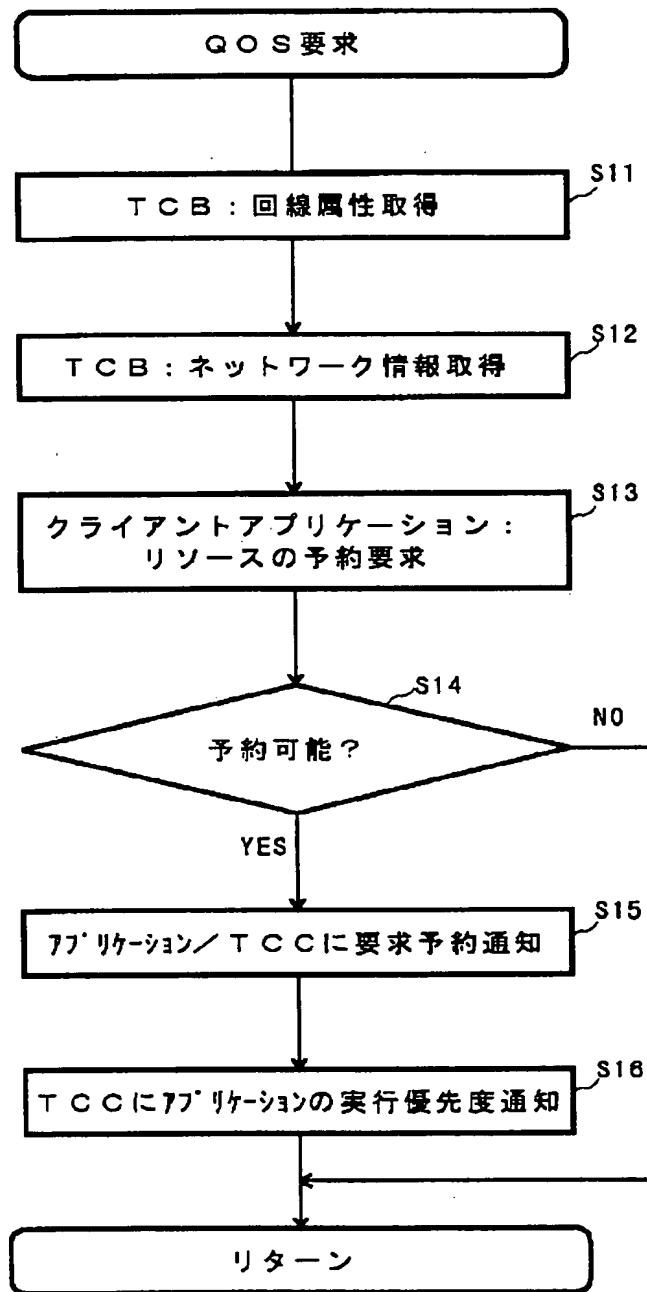 QOS要求
S11
TCB:回線属性取得
S12
TCB:ネットワーク情報取得
S13
クライアントアプリケーション:
リソースの予約要求
S14
予約可能?
NO
YES
S15
アプリケーション/TCCに要求予約通知
S16
TCCにアプリケーションの実行優先度通知
リターン